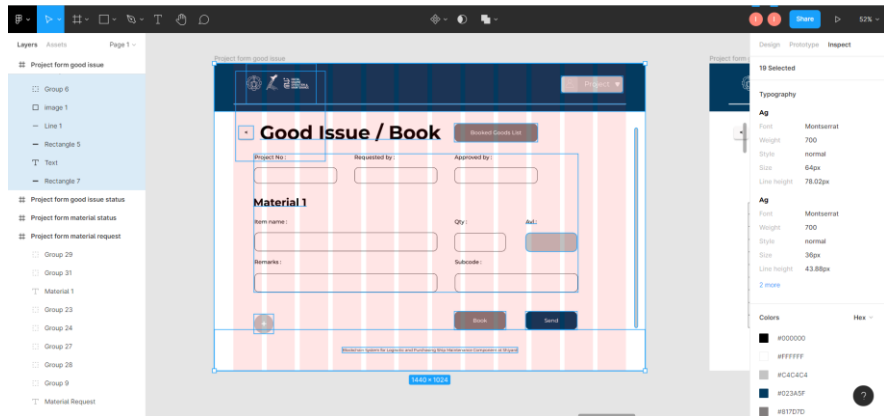 Share
52%
Layers Assets Page 1
Design Prototype Inspect
Project form good issue
Group 6
Image 1
Line 1
Rectangle 5
Text
Rectangle 7
Project form good issue status
Project form material status
Project form material request
Group 29
Group 31
Material 1
Group 23
Group 24
Group 27
Group 28
Group 9
Material Request
Project form good issue
Project
Good Issue / Book
Booked Goods List
Project No :
Requested by :
Approved by :
Material 1
Item name :
Qty :
Remarks :
Subcode :
+
Book
Send
1440 × 1024
Project form
19 Selected
Typography
Ag
Font Montserrat
Weight 700
Style normal
Size 64px
Line height 78.02px
Ag
Font Montserrat
Weight 700
Style normal
Size 36px
Line height 43.88px
2 more
Colors Hex
#000000
#FFFFFF
#C4C4C4
#023A5F
#817D7D
?